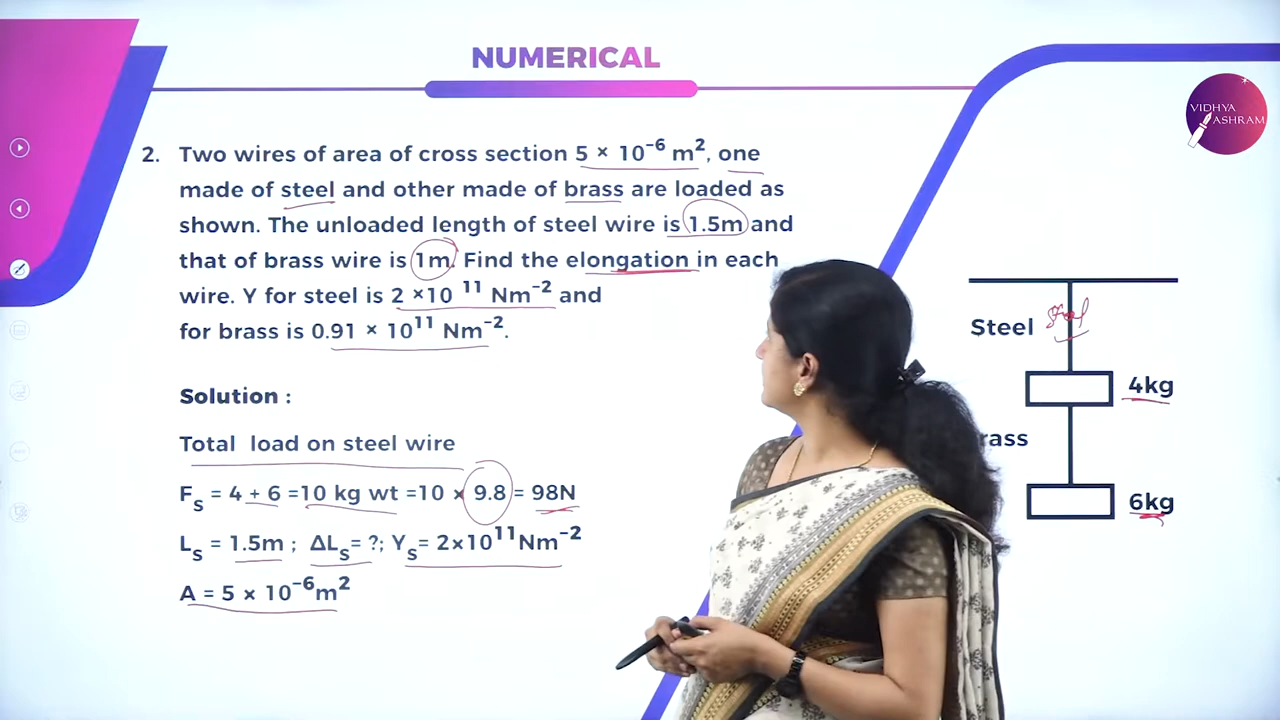 NUMERICAL
VIDHYA
ASHRAM
2. Two wires of area of cross section 5 × 10⁻⁶ m², one
made of steel and other made of brass are loaded as
shown. The unloaded length of steel wire is 1.5m and
that of brass wire is 1m. Find the elongation in each
wire. Y for steel is 2 ×10 ¹¹ Nm⁻² and
for brass is 0.91 × 10¹¹ Nm⁻².
Solution :
Total load on steel wire
Fₛ = 4 + 6 =10 kg wt =10 × 9.8 = 98N
Lₛ = 1.5m ; ΔLₛ= ?; Yₛ = 2×10¹¹Nm⁻²
A = 5 × 10⁻⁶m²
Steel
Steel
4kg
rass
6kg